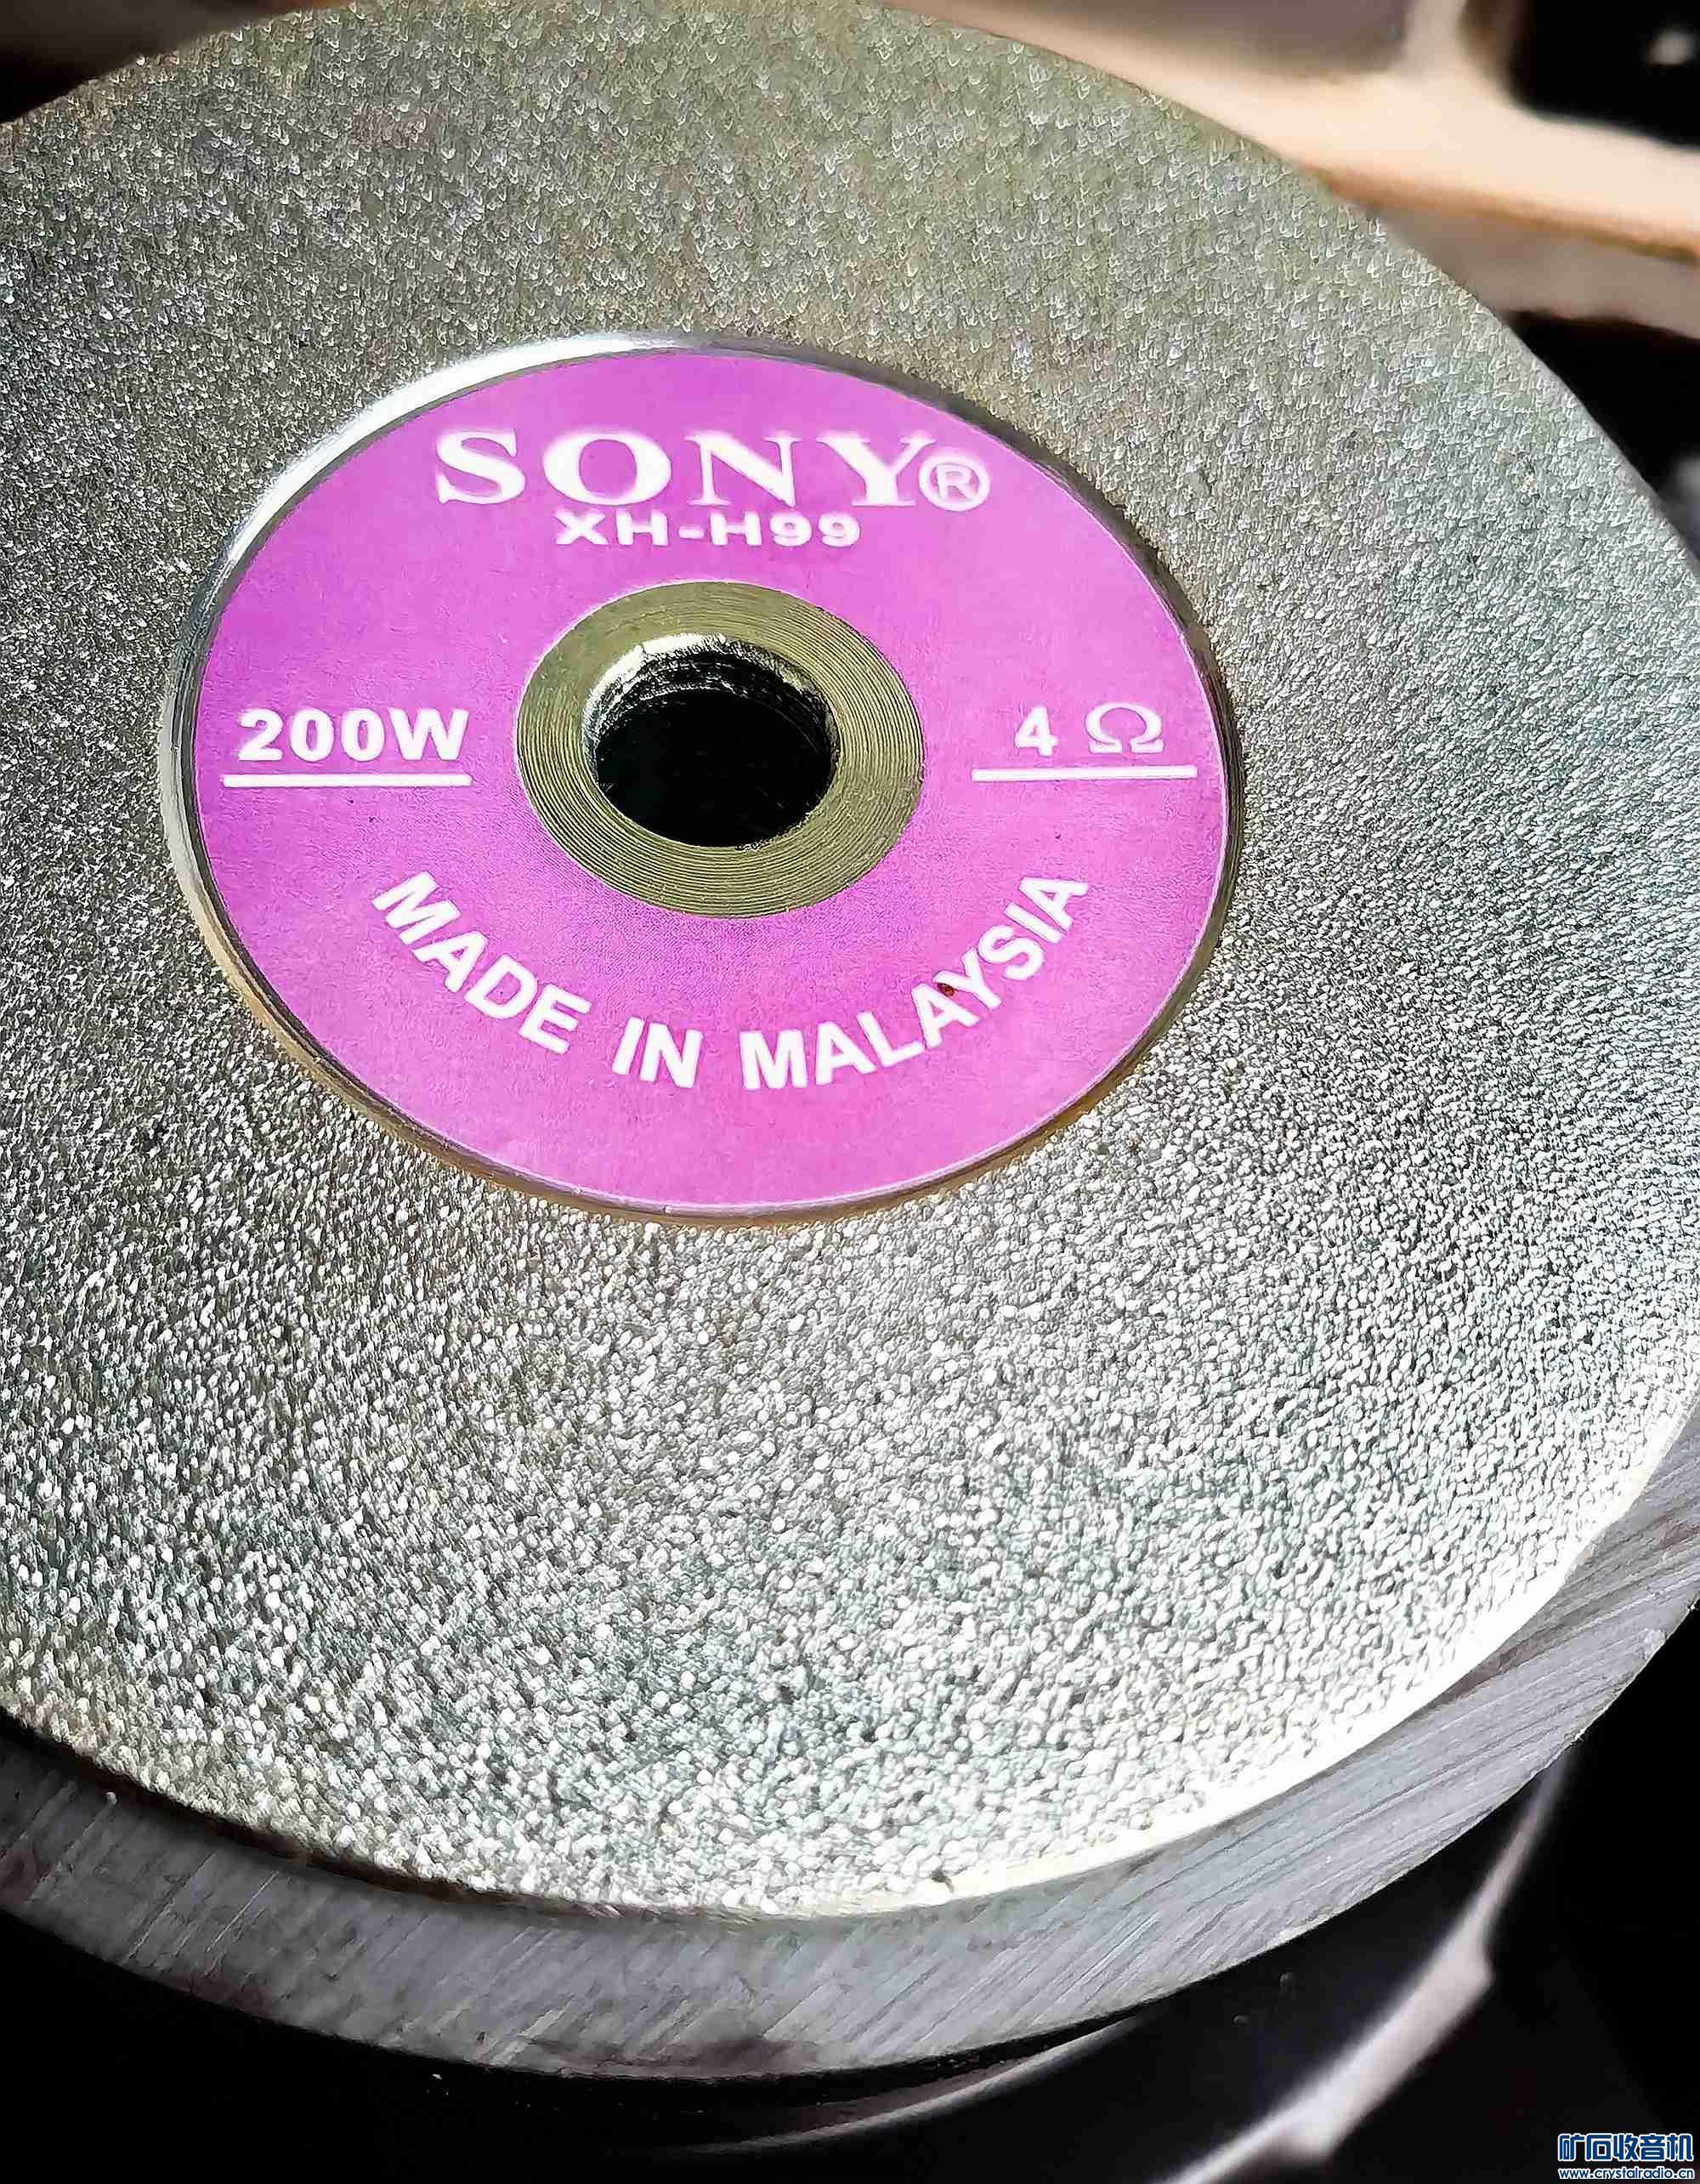 SONY®
XH-H99
200W
4 Ω
MADE IN MALAYSIA
矿石收音机
www.crystalradio.cn